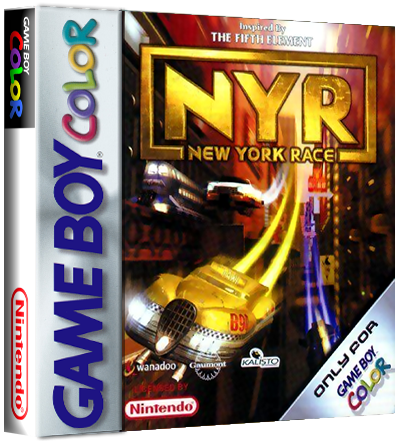 GAME BOY
COLOR
Nintendo
GAME BOY COLOR
Inspired By
THE FIFTH ELEMENT
NYR
NEW YORK RACE
B9
wanadoo
Gaumont
KALISTO
LICENSED BY
Nintendo
ONLY FOR
GAME BOY
COLOR